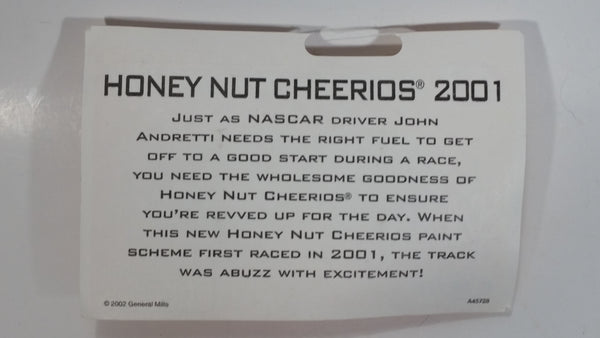 HONEY NUT CHEERIOS® 2001
JUST AS NASCAR DRIVER JOHN
ANDRETTI NEEDS THE RIGHT FUEL TO GET
OFF TO A GOOD START DURING A RACE,
YOU NEED THE WHOLESOME GOODNESS OF
HONEY NUT CHEERIOS® TO ENSURE
YOU'RE REVVED UP FOR THE DAY. WHEN
THIS NEW HONEY NUT CHEERIOS PAINT
SCHEME FIRST RACED IN 2001, THE TRACK
WAS ABUZZ WITH EXCITEMENT!
© 2002 General Mills
A45728